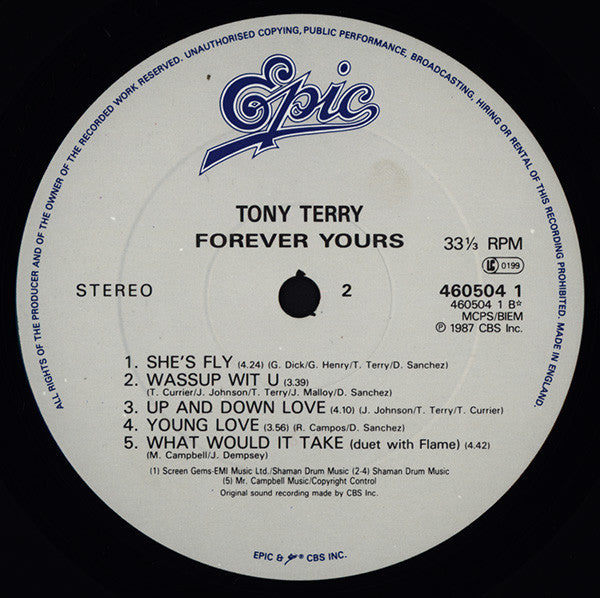 ALL RIGHTS OF THE PRODUCER AND OF THE OWNER OF THE RECORDED WORK RESERVED. UNAUTHORISED COPYING, PUBLIC PERFORMANCE, BROADCASTING, HIRING OR RENTAL OF THIS RECORDING PROHIBITED. MADE IN ENGLAND.
Epic
TONY TERRY
FOREVER YOURS
33⅓ RPM
LC 0199
STEREO
2
460504 1
460504 1 B☆
MCPS/BIEM
℗ 1987 CBS Inc.
1. SHE'S FLY (4.24) (G. Dick/G. Henry/T. Terry/D. Sanchez)
2. WASSUP WIT U (3.39)
(T. Currier/J. Johnson/T. Terry/J. Malloy/D. Sanchez)
3. UP AND DOWN LOVE (4.10) (J. Johnson/T. Terry/T. Currier)
4. YOUNG LOVE (3.56) (R. Campos/D. Sanchez)
5. WHAT WOULD IT TAKE (duet with Flame) (4.42)
(M. Campbell/J. Dempsey)
(1) Screen Gems-EMI Music Ltd./Shaman Drum Music (2-4) Shaman Drum Music
(5) Mr. Campbell Music/Copyright Control
Original sound recording made by CBS Inc.
EPIC & ® CBS INC.